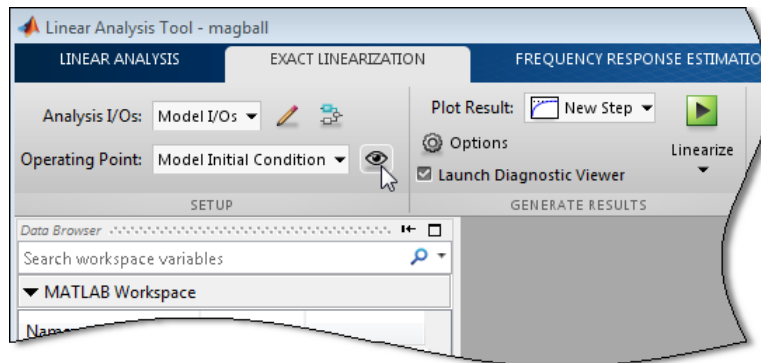 Linear Analysis Tool - magball
LINEAR ANALYSIS EXACT LINEARIZATION FREQUENCY RESPONSE
Analysis I/Os: Model I/Os Plot Result: New Step
Operating Point: Model Initial Condition Options Linearize
Launch Diagnostic Viewer
SETUP GENERATE RESULTS
Data Browser
Search workspace variables
MATLAB Workspace